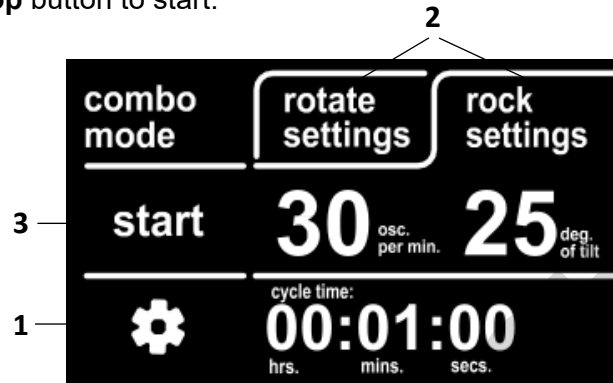 op button to start.
2
combo mode
rotate settings
rock settings
3
start
30 osc. per min.
25 deg. of tilt
1
cycle time:
00:01:00
hrs. mins. secs.